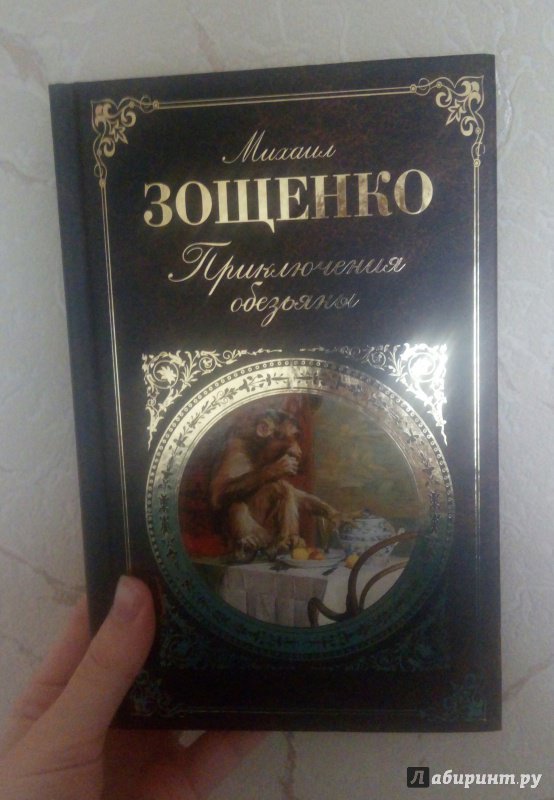 Михаил
ЗОЩЕНКО
Приключения
обезьяны
Лабиринт.ру